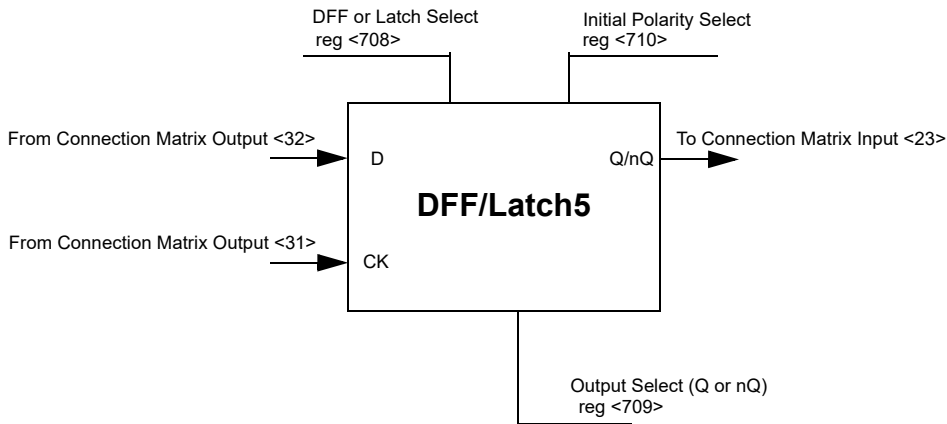 DFF or Latch Select
reg <708>
Initial Polarity Select
reg <710>
From Connection Matrix Output <32>
D
Q/nQ
To Connection Matrix Input <23>
DFF/Latch5
From Connection Matrix Output <31>
CK
Output Select (Q or nQ)
reg <709>